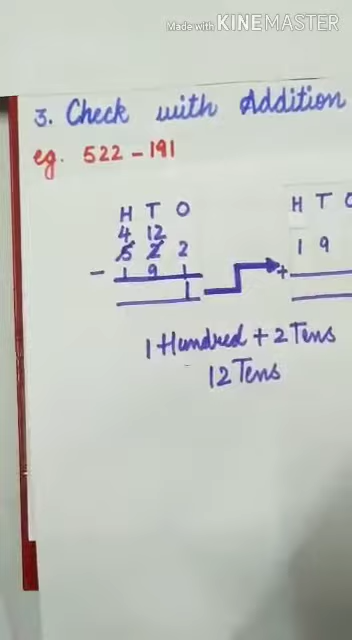 Made with KINEMASTER
3. Check with Addition
eg. 522 - 191
H T O
4 12
5 2 2
- 1 9 1
1
H T O
1 9
+
1 Hundred + 2 Tens
12 Tens